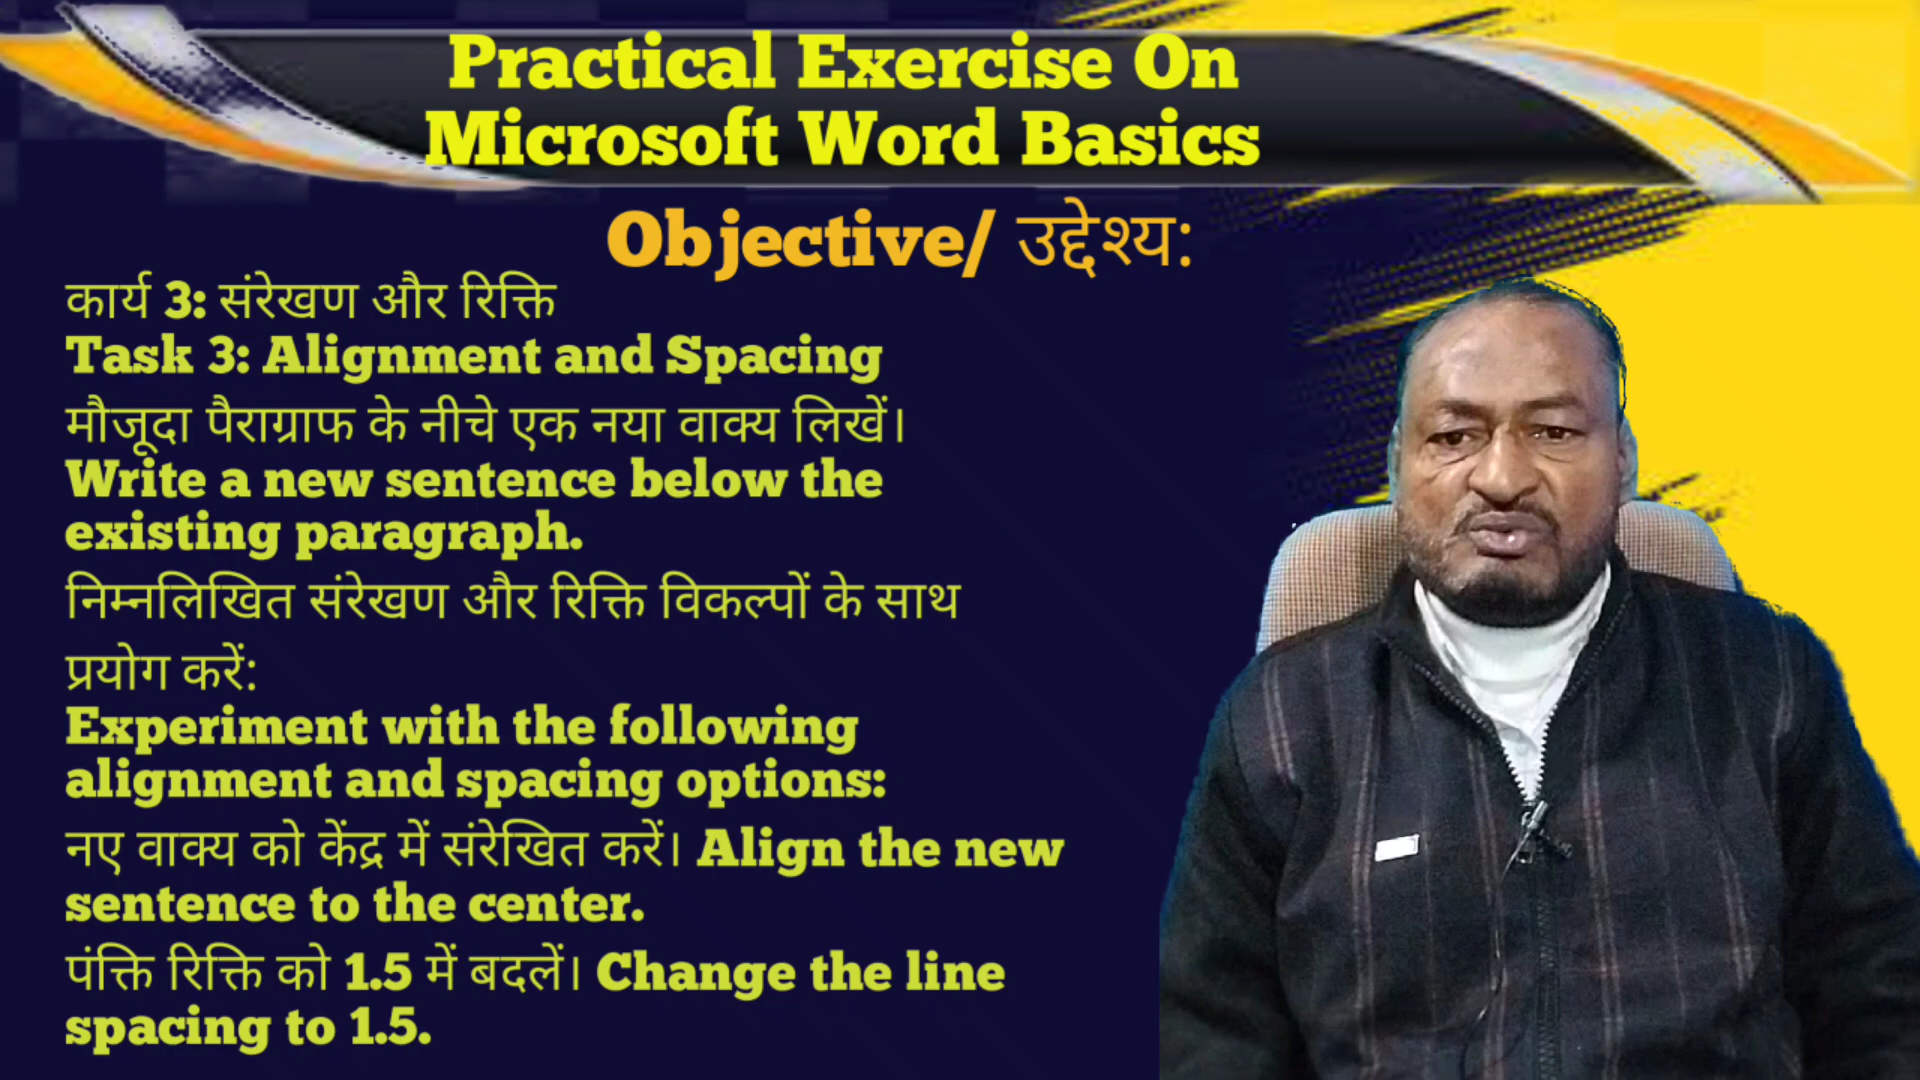 Practical Exercise On
Microsoft Word Basics
Objective/ उद्देश्य:
कार्य 3: संरेखण और रिक्ति
Task 3: Alignment and Spacing
मौजूदा पैराग्राफ के नीचे एक नया वाक्य लिखें।
Write a new sentence below the
existing paragraph.
निम्नलिखित संरेखण और रिक्ति विकल्पों के साथ
प्रयोग करें:
Experiment with the following
alignment and spacing options:
नए वाक्य को केंद्र में संरेखित करें। Align the new
sentence to the center.
पंक्ति रिक्ति को 1.5 में बदलें। Change the line
spacing to 1.5.